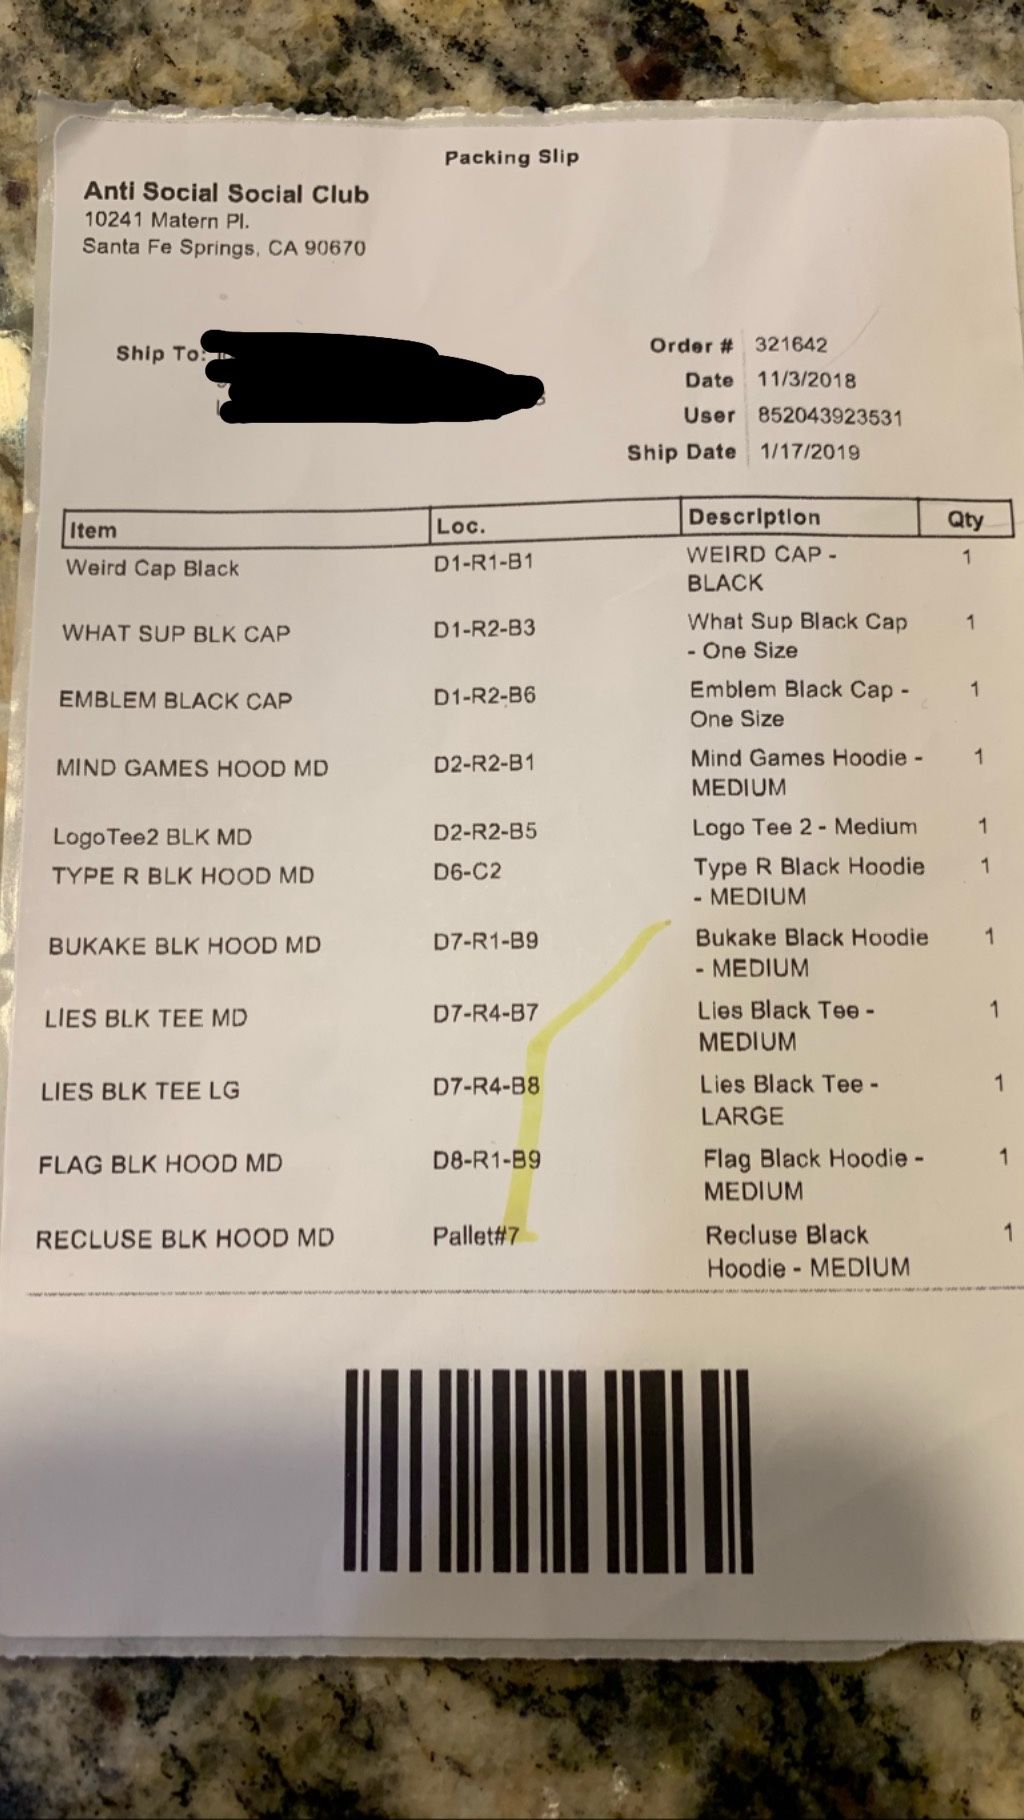 Packing Slip
Anti Social Social Club
10241 Matern Pl.
Santa Fe Springs, CA 90670
Ship To:
Order # 321642
Date 11/3/2018
User 852043923531
Ship Date 1/17/2019
Item Loc. Description Qty
Weird Cap Black D1-R1-B1 WEIRD CAP - 1
BLACK
WHAT SUP BLK CAP D1-R2-B3 What Sup Black Cap 1
- One Size
EMBLEM BLACK CAP D1-R2-B6 Emblem Black Cap - 1
One Size
MIND GAMES HOOD MD D2-R2-B1 Mind Games Hoodie - 1
MEDIUM
LogoTee2 BLK MD D2-R2-B5 Logo Tee 2 - Medium 1
TYPE R BLK HOOD MD D6-C2 Type R Black Hoodie 1
- MEDIUM
BUKAKE BLK HOOD MD D7-R1-B9 Bukake Black Hoodie 1
- MEDIUM
LIES BLK TEE MD D7-R4-B7 Lies Black Tee - 1
MEDIUM
LIES BLK TEE LG D7-R4-B8 Lies Black Tee - 1
LARGE
FLAG BLK HOOD MD D8-R1-B9 Flag Black Hoodie - 1
MEDIUM
RECLUSE BLK HOOD MD Pallet#7 Recluse Black 1
Hoodie - MEDIUM